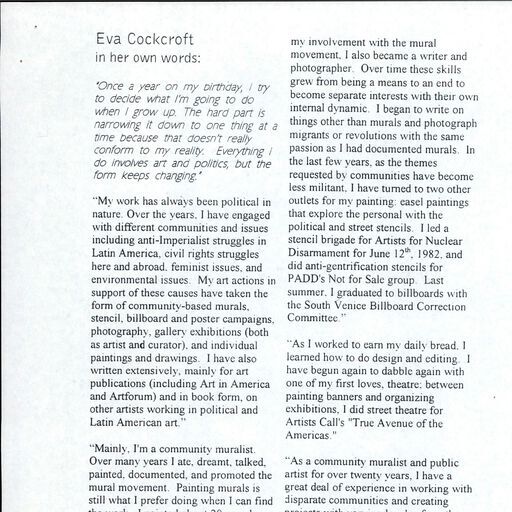 Eva Cockcroft
in her own words:
"Once a year on my birthday, I try
to decide what I'm going to do
when I grow up. The hard part is
narrowing it down to one thing at a
time because that doesn't really
conform to my reality. Everything I
do involves art and politics, but the
form keeps changing."
"My work has always been political in
nature. Over the years, I have engaged
with different communities and issues
including anti-Imperialist struggles in
Latin America, civil rights struggles
here and abroad, feminist issues, and
environmental issues. My art actions in
support of these causes have taken the
form of community-based murals,
stencil, billboard and poster campaigns,
photography, gallery exhibitions (both
as artist and curator), and individual
paintings and drawings. I have also
written extensively, mainly for art
publications (including Art in America
and Artforum) and in book form, on
other artists working in political and
Latin American art."
"Mainly, I'm a community muralist.
Over many years I ate, dreamt, talked,
painted, documented, and promoted the
mural movement. Painting murals is
still what I prefer doing when I can find
my involvement with the mural
movement, I also became a writer and
photographer. Over time these skills
grew from being a means to an end to
become separate interests with their own
internal dynamic. I began to write on
things other than murals and photograph
migrants or revolutions with the same
passion as I had documented murals. In
the last few years, as the themes
requested by communities have become
less militant, I have turned to two other
outlets for my painting: easel paintings
that explore the personal with the
political and street stencils. I led a
stencil brigade for Artists for Nuclear
Disarmament for June 12th, 1982, and
did anti-gentrification stencils for
PADD's Not for Sale group. Last
summer, I graduated to billboards with
the South Venice Billboard Correction
Committee."
"As I worked to earn my daily bread, I
learned how to do design and editing. I
have begun again to dabble again with
one of my first loves, theatre: between
painting banners and organizing
exhibitions, I did street theatre for
Artists Call's "True Avenue of the
Americas."
"As a community muralist and public
artist for over twenty years, I have a
great deal of experience in working with
disparate communities and creating